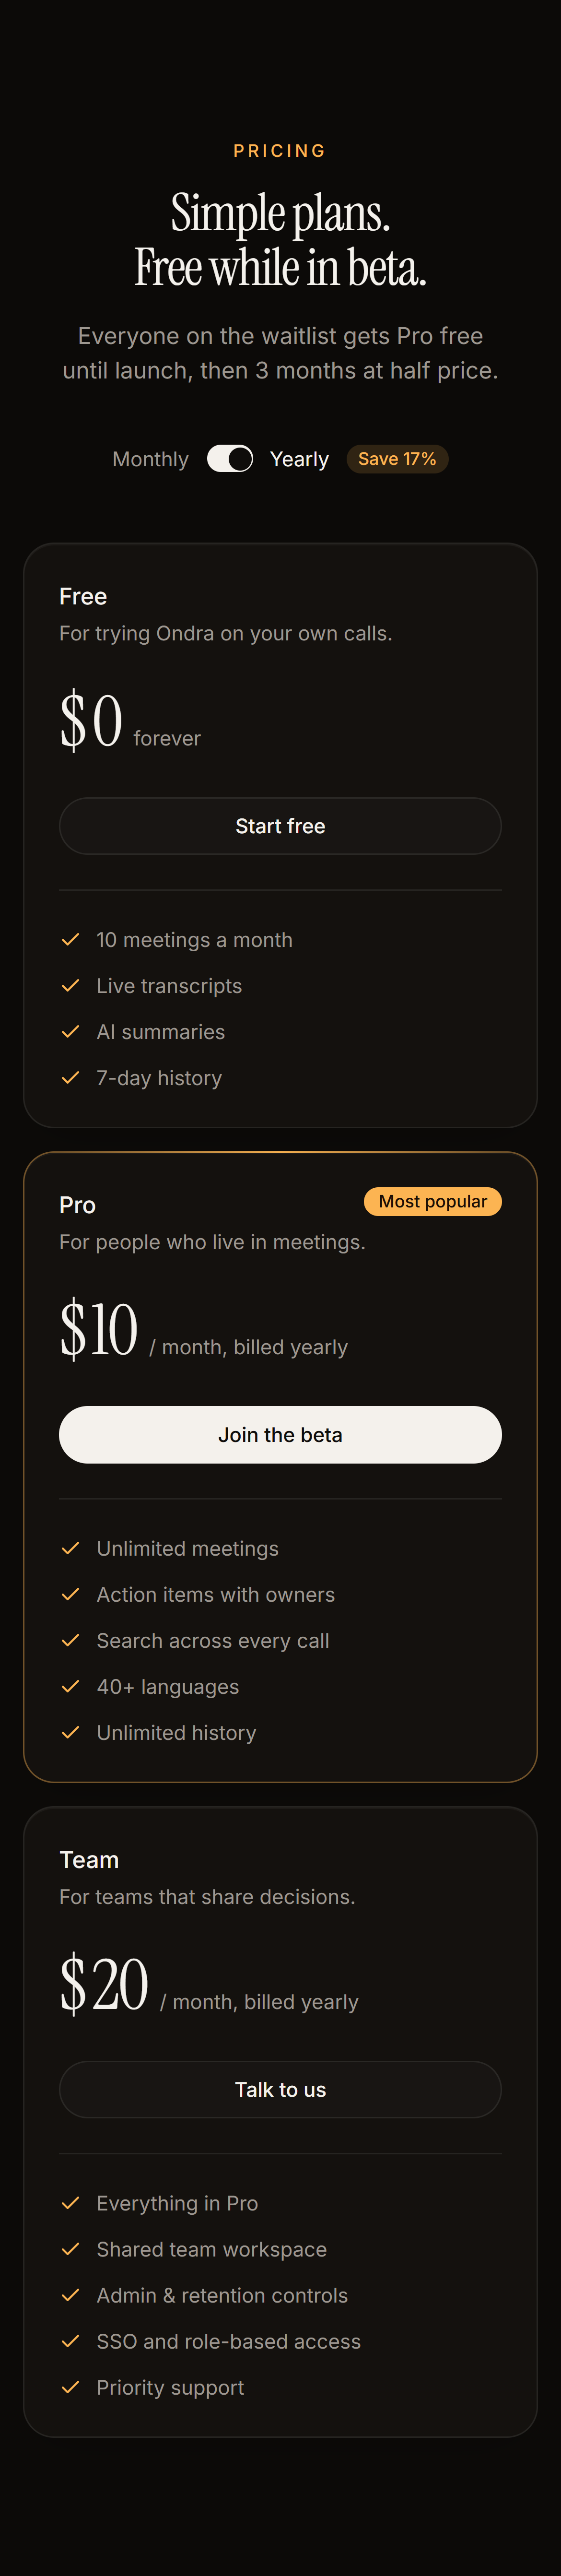 PRICING
Simple plans.
Free while in beta.
Everyone on the waitlist gets Pro free
until launch, then 3 months at half price.
Monthly Yearly Save 17%
Free
For trying Ondra on your own calls.
$0 forever
Start free
10 meetings a month
Live transcripts
AI summaries
7-day history
Pro Most popular
For people who live in meetings.
$10 / month, billed yearly
Join the beta
Unlimited meetings
Action items with owners
Search across every call
40+ languages
Unlimited history
Team
For teams that share decisions.
$20 / month, billed yearly
Talk to us
Everything in Pro
Shared team workspace
Admin & retention controls
SSO and role-based access
Priority support